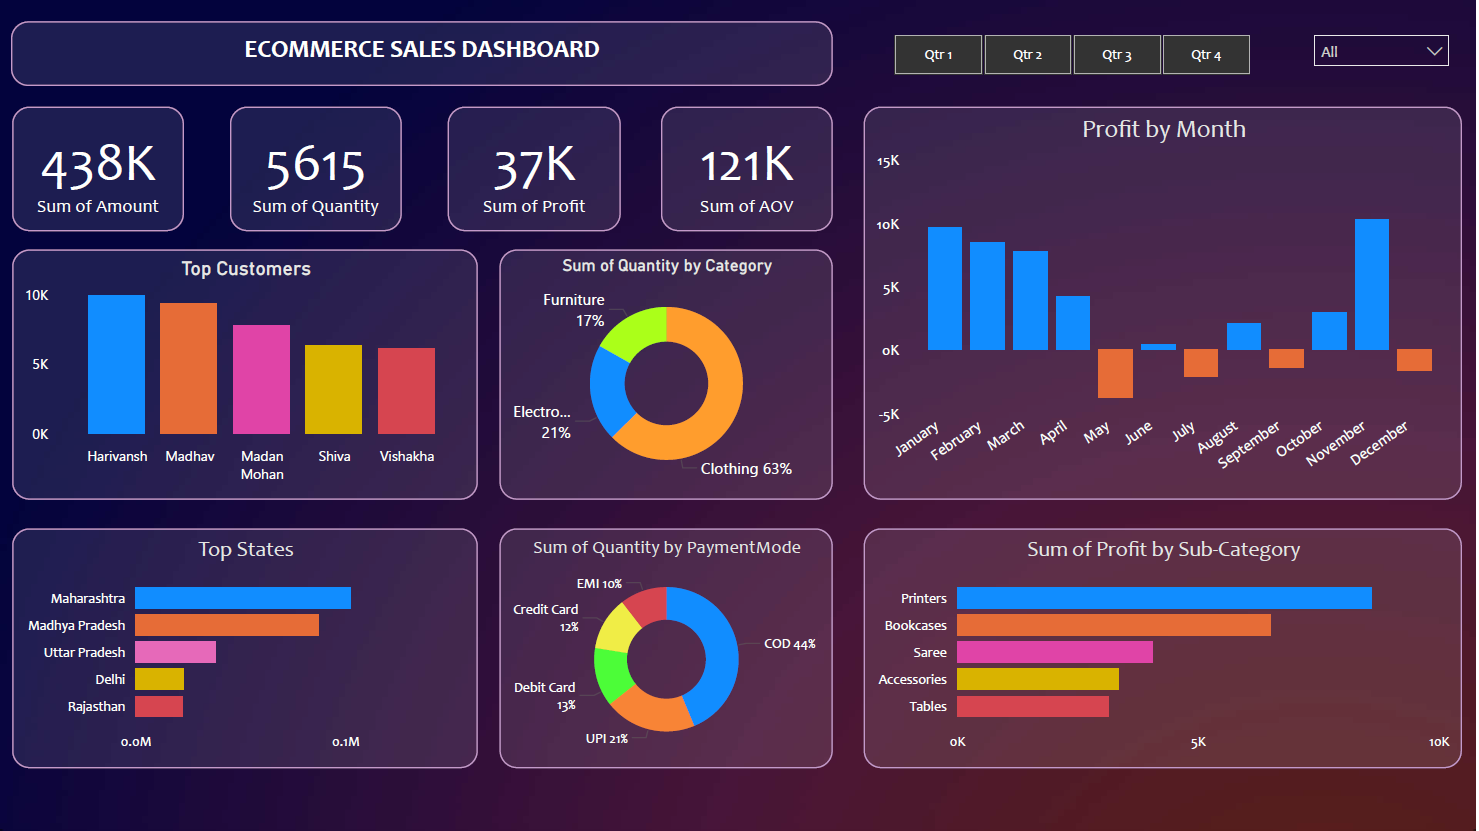 ECOMMERCE SALES DASHBOARD
Qtr 1
Qtr 2
Qtr 3
Qtr 4
All
438K
Sum of Amount
5615
Sum of Quantity
37K
Sum of Profit
121K
Sum of AOV
Profit by Month
15K
10K
5K
0K
-5K
January
February
March
April
May
June
July
August
September
October
November
December
Top Customers
10K
5K
0K
Harivansh
Madhav
Madan
Mohan
Shiva
Vishakha
Sum of Quantity by Category
Furniture
17%
Electro...
21%
Clothing 63%
Top States
Maharashtra
Madhya Pradesh
Uttar Pradesh
Delhi
Rajasthan
0.0M
0.1M
Sum of Quantity by PaymentMode
EMI 10%
Credit Card
12%
COD 44%
Debit Card
13%
UPI 21%
Sum of Profit by Sub-Category
Printers
Bookcases
Saree
Accessories
Tables
0K
5K
10K